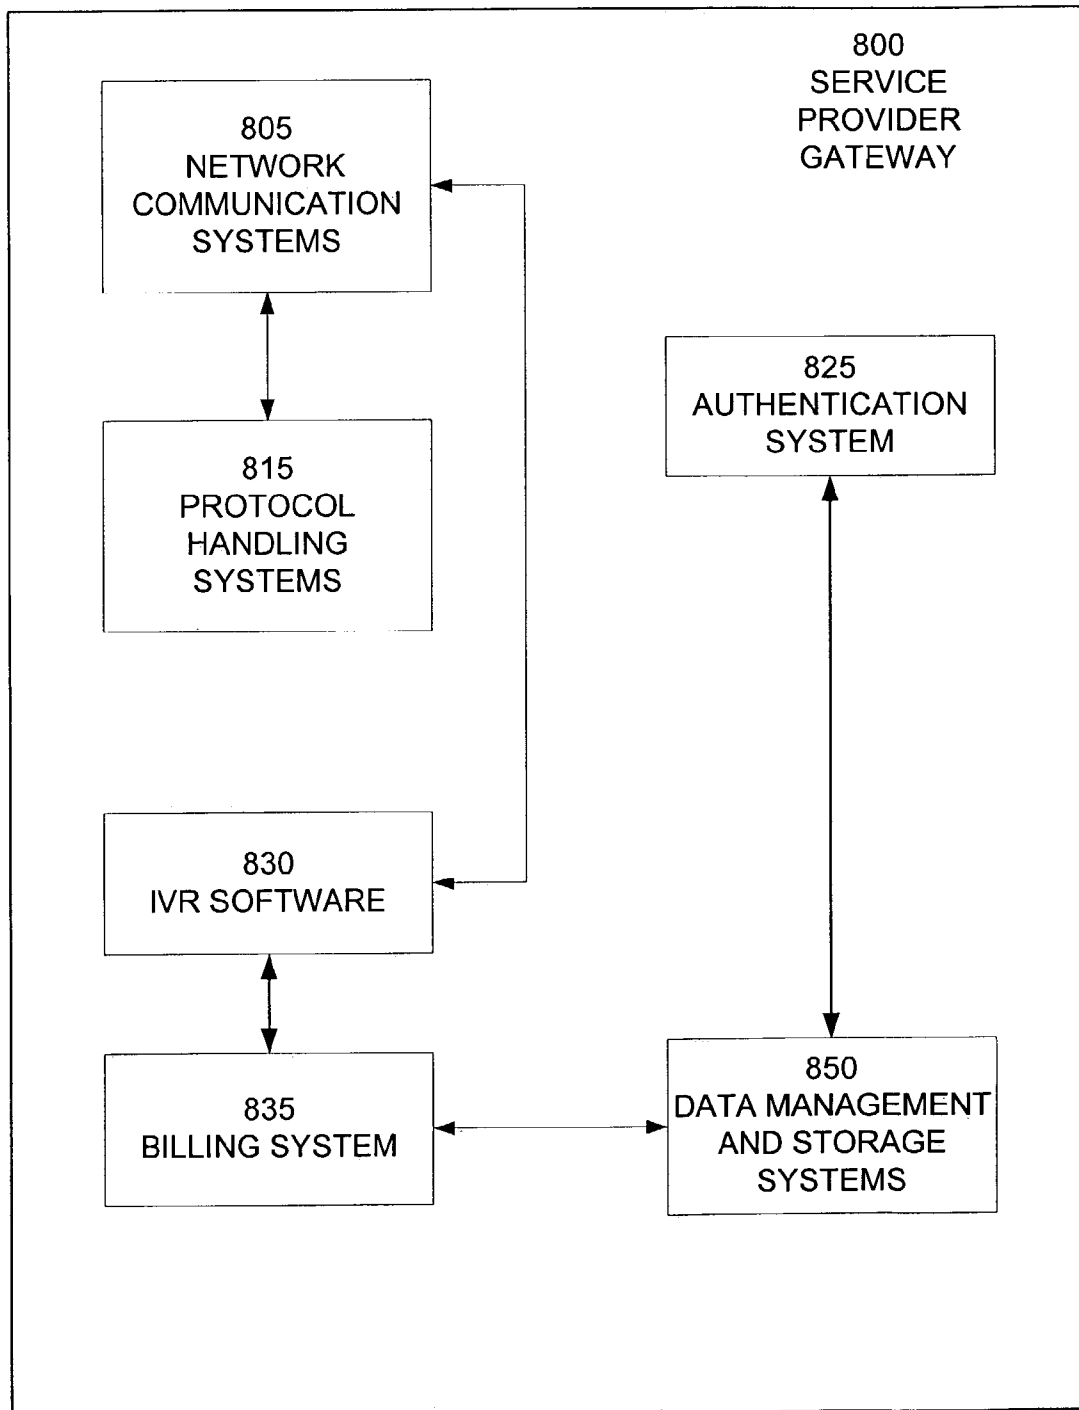 800
SERVICE
PROVIDER
GATEWAY
805
NETWORK
COMMUNICATION
SYSTEMS
815
PROTOCOL
HANDLING
SYSTEMS
825
AUTHENTICATION
SYSTEM
830
IVR SOFTWARE
835
BILLING SYSTEM
850
DATA MANAGEMENT
AND STORAGE
SYSTEMS